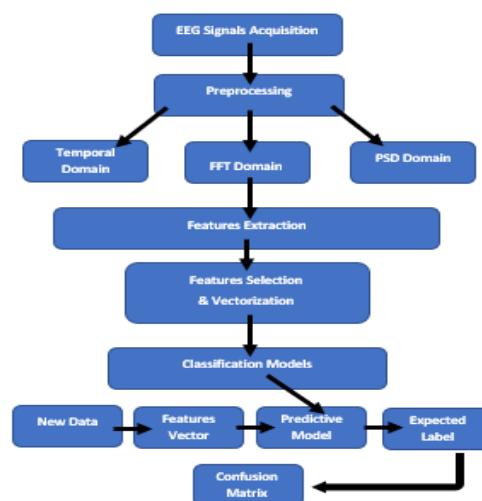 EEG Signals Acquisition
Preprocessing
Temporal
Domain
FFT Domain
PSD Domain
Features Extraction
Features Selection
& Vectorization
Classification Models
New Data
Features
Vector
Predictive
Model
Expected
Label
Confusion
Matrix